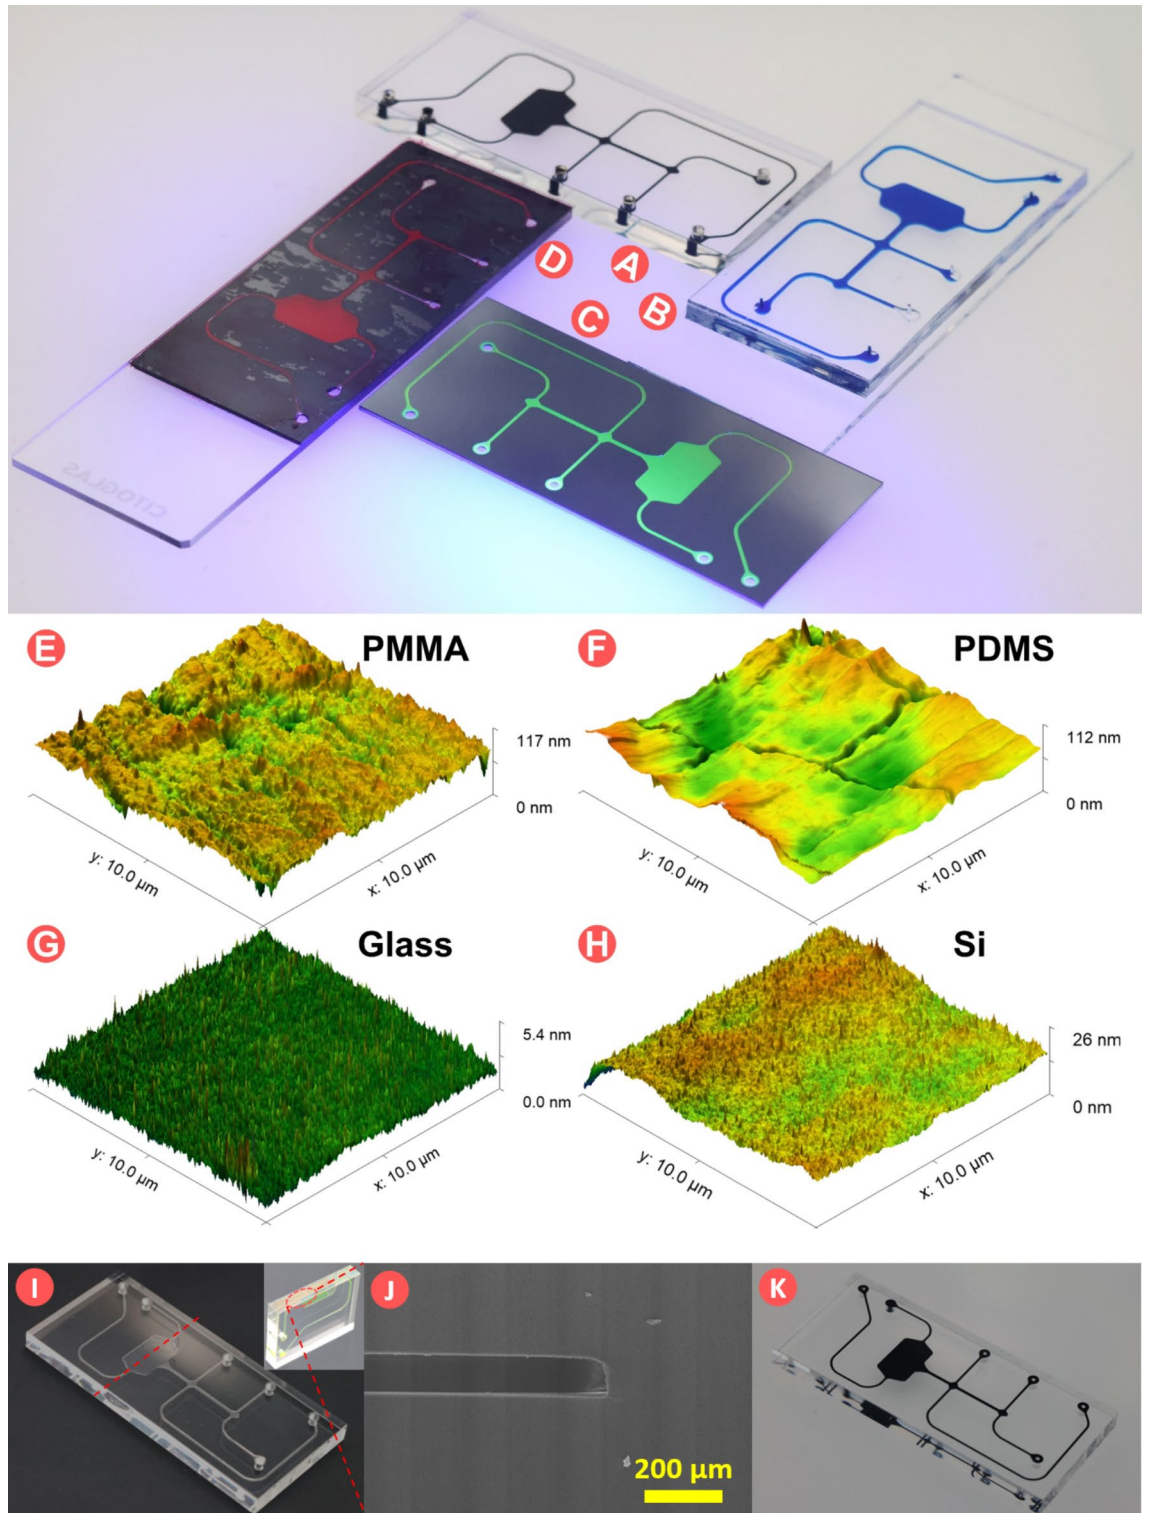 D
A
B
C
CITOGLAS
E
PMMA
117 nm
0 nm
y: 10.0 µm
x: 10.0 µm
F
PDMS
112 nm
0 nm
y: 10.0 µm
x: 10.0 µm
G
Glass
5.4 nm
0.0 nm
y: 10.0 µm
x: 10.0 µm
H
Si
26 nm
0 nm
y: 10.0 µm
x: 10.0 µm
I
J
200 µm
K